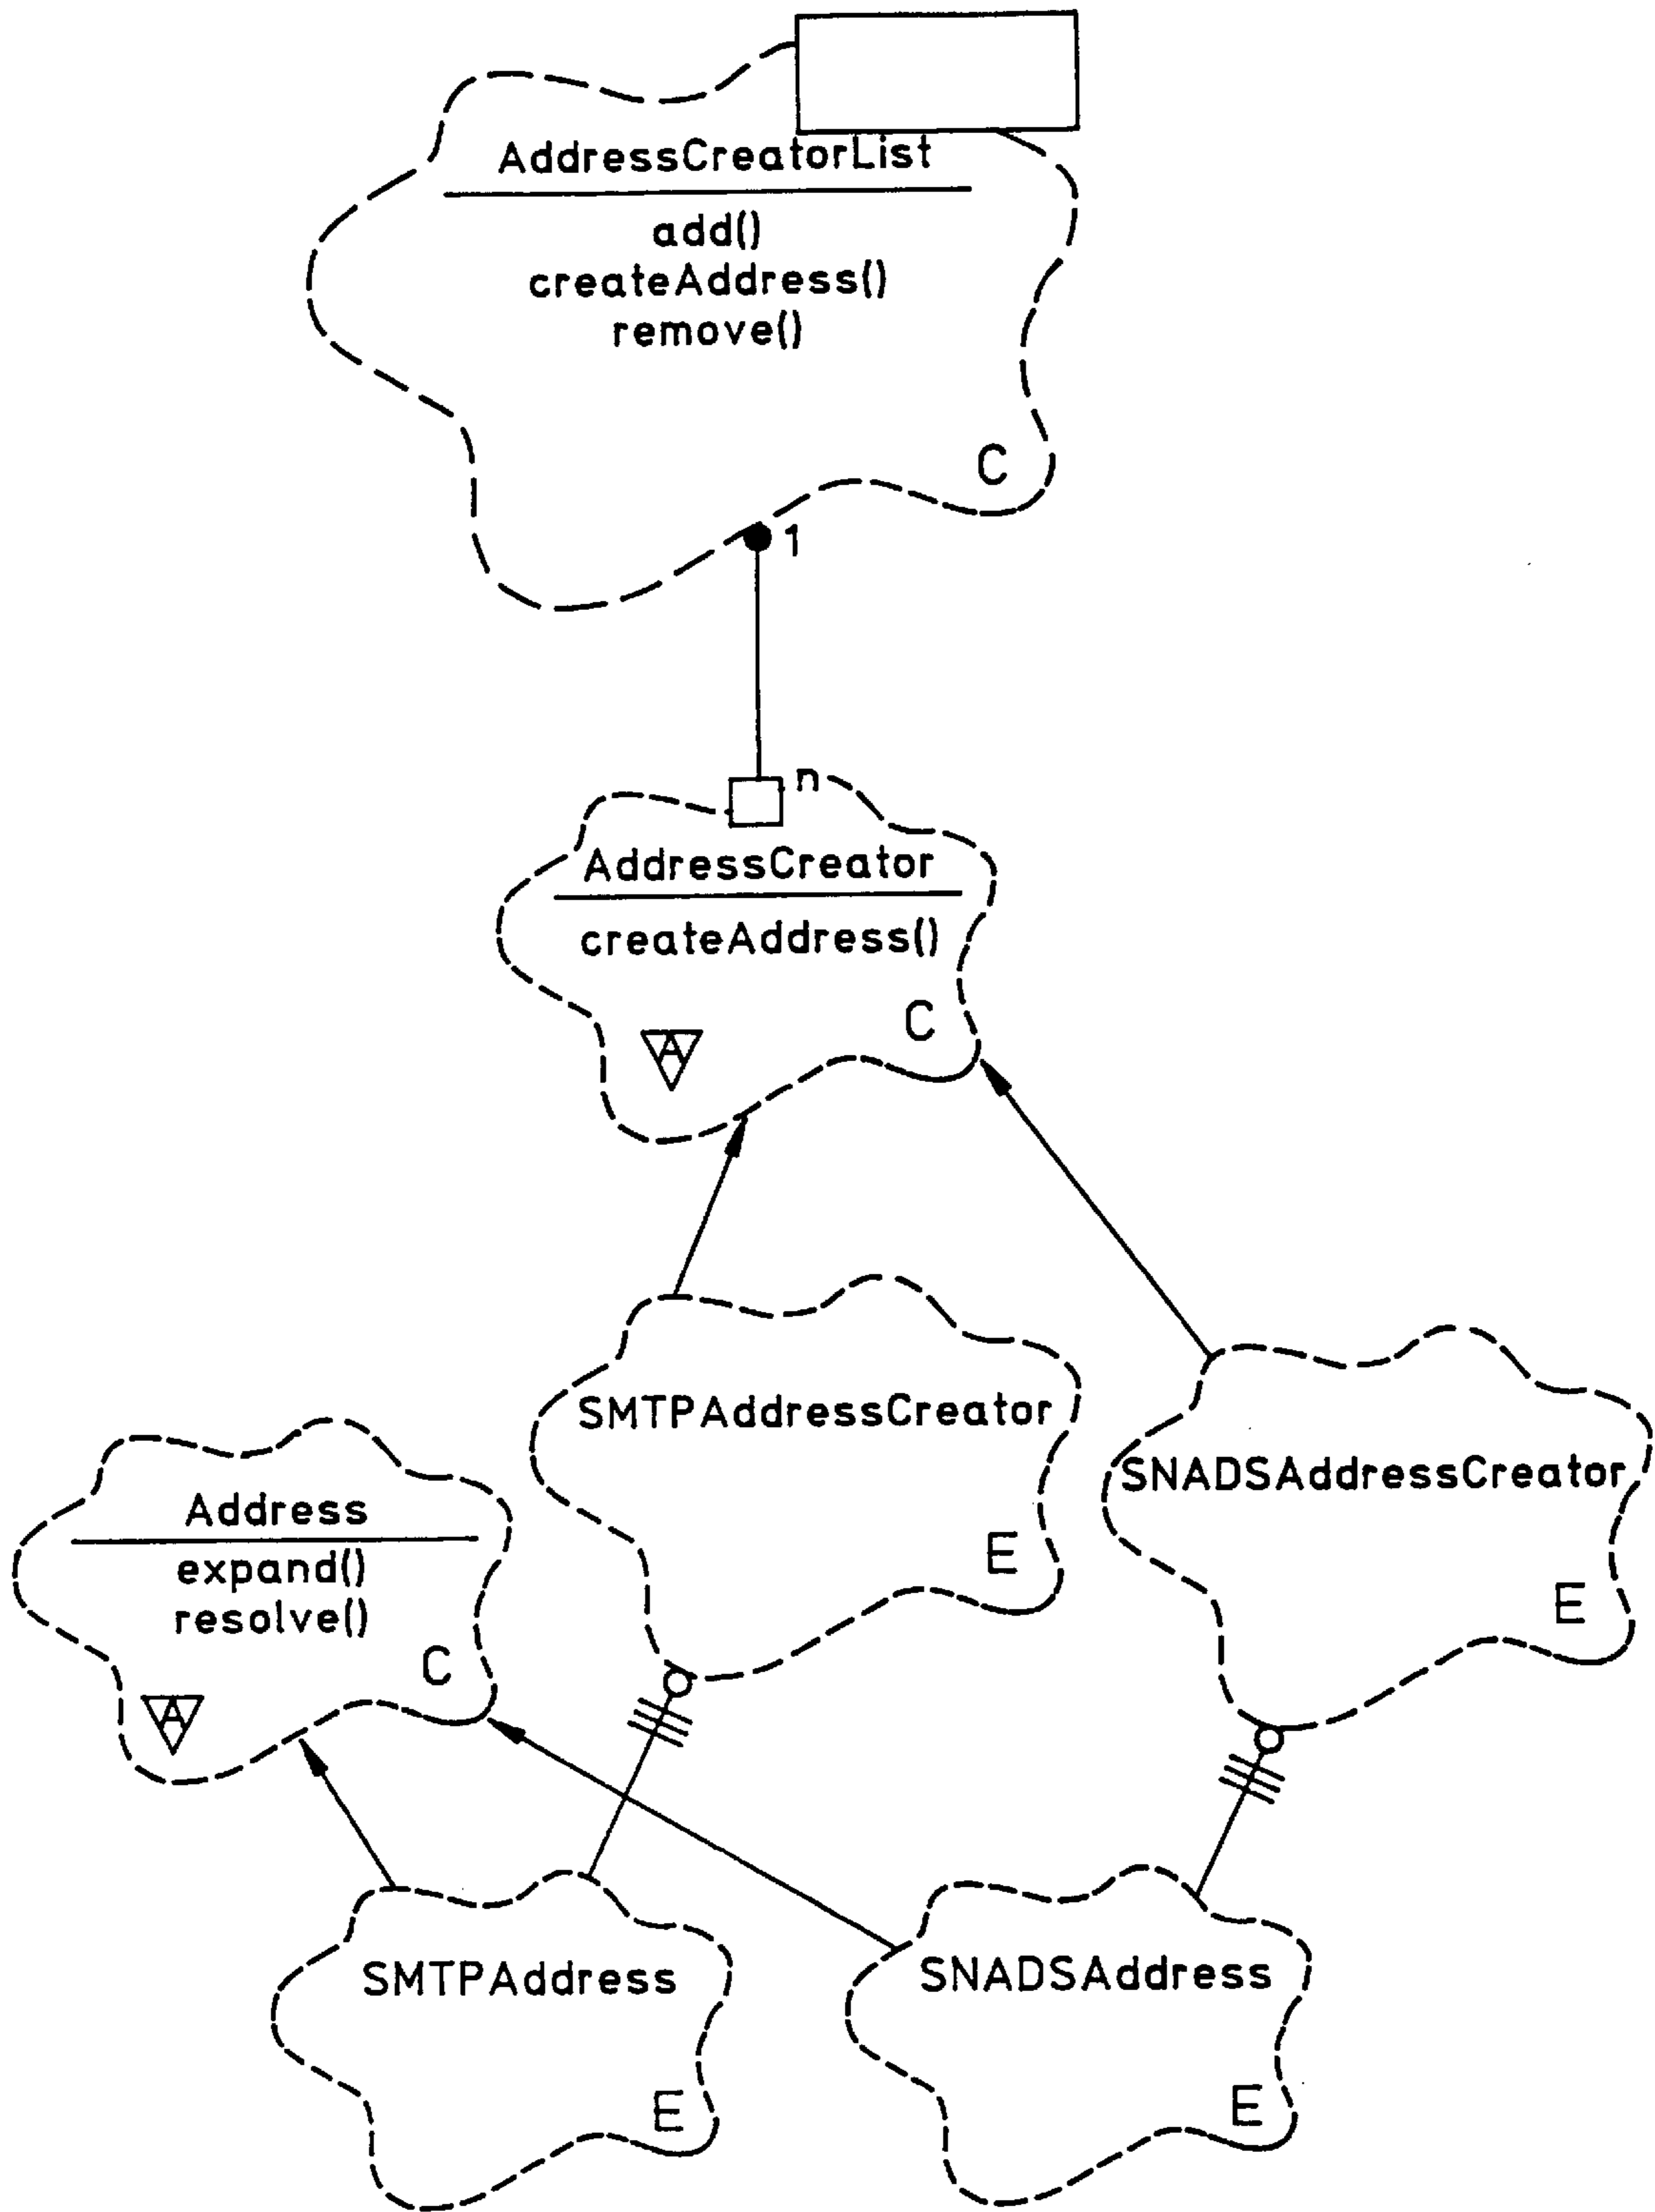 AddressCreatorList
add()
createAddress()
remove()
C
1
n
AddressCreator
createAddress()
C
A
SMTPAddressCreator
E
SNADSAddressCreator
E
Address
expand()
resolve()
C
A
SMTPAddress
E
SNADSAddress
E